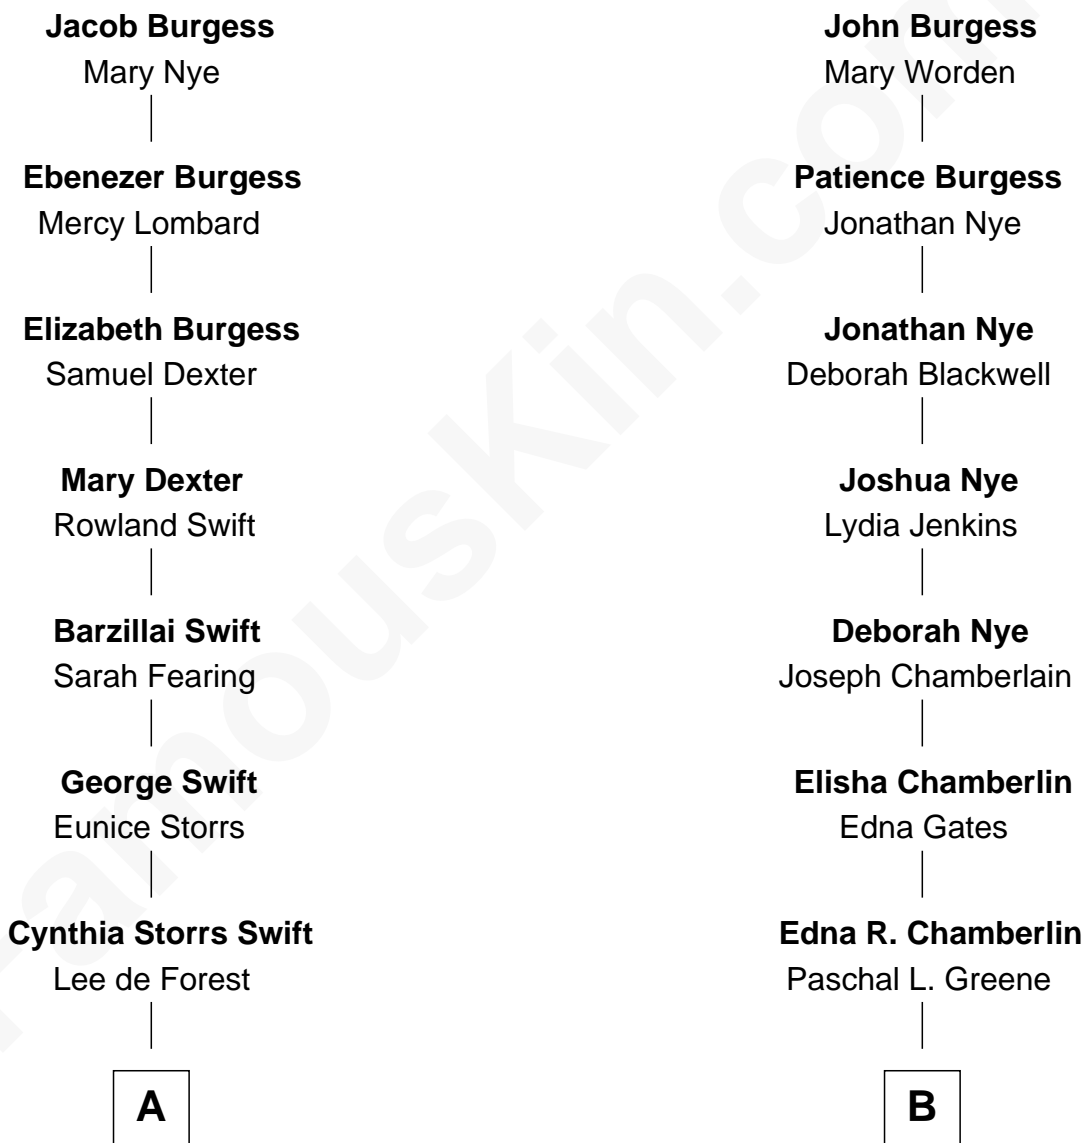 Jacob Burgess
Mary Nye
Ebenezer Burgess
Mercy Lombard
Elizabeth Burgess
Samuel Dexter
Mary Dexter
Rowland Swift
Barzillai Swift
Sarah Fearing
George Swift
Eunice Storrs
Cynthia Storrs Swift
Lee de Forest
A
John Burgess
Mary Worden
Patience Burgess
Jonathan Nye
Jonathan Nye
Deborah Blackwell
Joshua Nye
Lydia Jenkins
Deborah Nye
Joseph Chamberlain
Elisha Chamberlin
Edna Gates
Edna R. Chamberlin
Paschal L. Greene
B
FamousKin.com